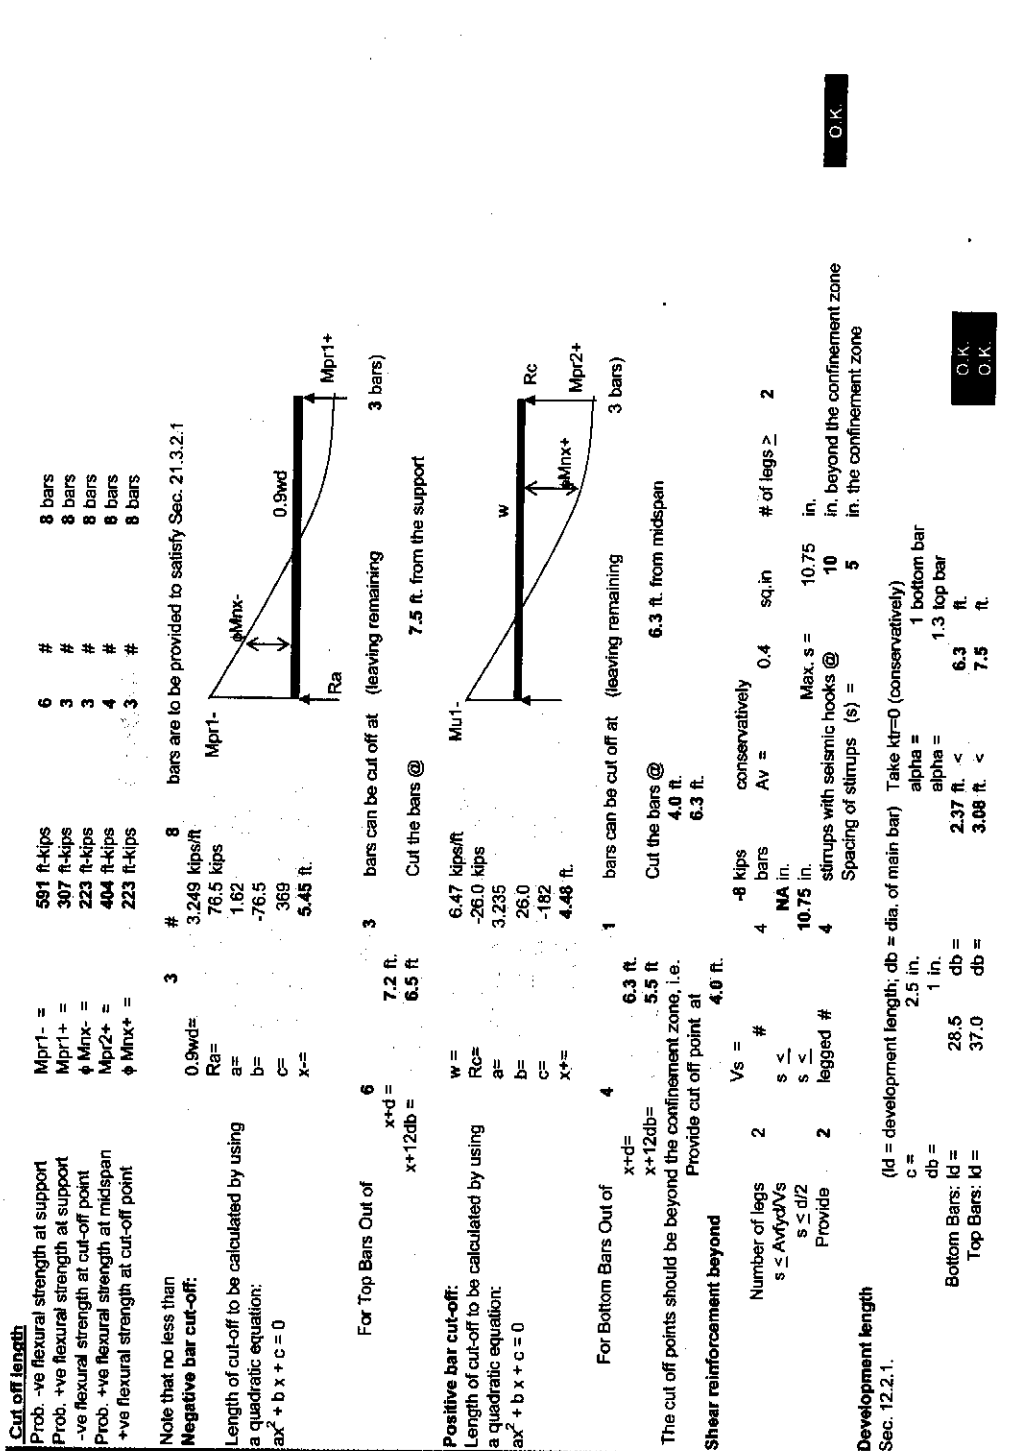 Cut off length
Prob. -ve flexural strength at support Mpr1- = 591 ft-kips 6 # 8 bars
Prob. +ve flexural strength at support Mpr1+ = 307 ft-kips 3 # 8 bars
-ve flexural strength at cut-off point ϕ Mnx- = 223 ft-kips 3 # 8 bars
Prob. +ve flexural strength at midspan Mpr2+ = 404 ft-kips 4 # 8 bars
+ve flexural strength at cut-off point ϕ Mnx+ = 223 ft-kips 3 # 8 bars
Note that no less than 3 # 8 bars are to be provided to satisfy Sec. 21.3.2.1
Negative bar cut-off: 0.9wd= 3.249 kips/ft
Ra= 76.5 kips
Length of cut-off to be calculated by using a= 1.62
a quadratic equation: b= -76.5
ax² + b x + c = 0 c= 369
x-= 5.45 ft.
Mpr1-
ϕMnx-
0.9wd
Ra
Mpr1+
For Top Bars Out of 6 3 bars can be cut off at (leaving remaining 3 bars)
x+d = 7.2 ft.
x+12db = 6.5 ft Cut the bars @ 7.5 ft. from the support
Positive bar cut-off: w = 6.47 kips/ft
Length of cut-off to be calculated by using Rc= -26.0 kips
a quadratic equation: a= 3.235
ax² + b x + c = 0 b= 26.0
c= -182
x+= 4.48 ft.
Mu1-
w
Rc
ϕMnx+
Mpr2+
For Bottom Bars Out of 4 1 bars can be cut off at (leaving remaining 3 bars)
x+d= 6.3 ft.
x+12db= 5.5 ft Cut the bars @ 6.3 ft. from midspan
The cut off points should be beyond the confinement zone, i.e. 4.0 ft.
Provide cut off point at 6.3 ft.
Shear reinforcement beyond 4.0 ft.
Vs = -8 kips conservatively
Number of legs 2 # 4 bars Av = 0.4 sq.in # of legs ≥ 2
s ≤ Avfyd/Vs s ≤ NA in.
s ≤ d/2 s ≤ 10.75 in. Max. s = 10.75 in.
Provide 2 legged # 4 stirrups with seismic hooks @ 10 in. beyond the confinement zone O.K.
Spacing of stirrups (s) = 5 in. the confinement zone
Development length
Sec. 12.2.1. (ld = development length; db = dia. of main bar) Take ktr=0 (conservatively)
c = 2.5 in. alpha = 1 bottom bar
db = 1 in. alpha = 1.3 top bar
Bottom Bars: ld = 28.5 db = 2.37 ft. < 6.3 ft. O.K.
Top Bars: ld = 37.0 db = 3.08 ft. < 7.5 ft. O.K.